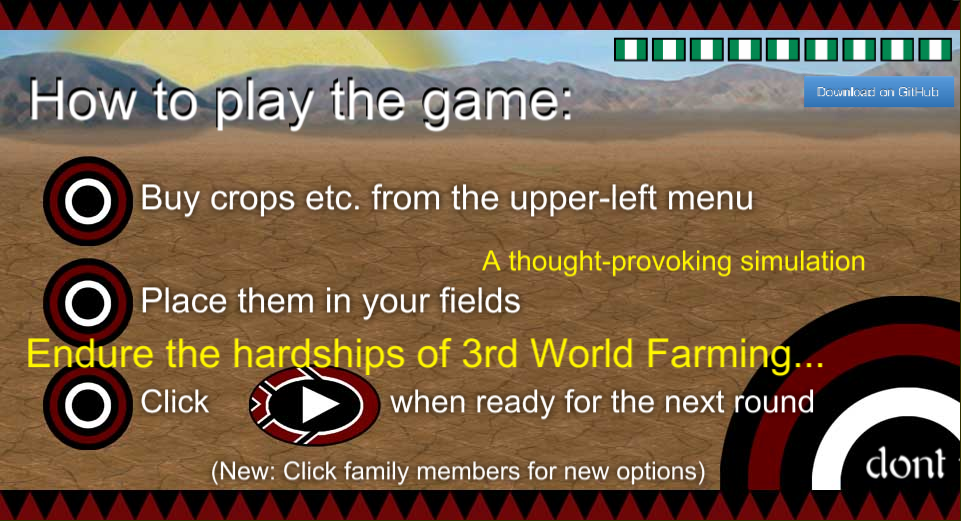 How to play the game:
Download on GitHub
Buy crops etc. from the upper-left menu
A thought-provoking simulation
Place them in your fields
Endure the hardships of 3rd World Farming...
Click when ready for the next round
dont
(New: Click family members for new options)